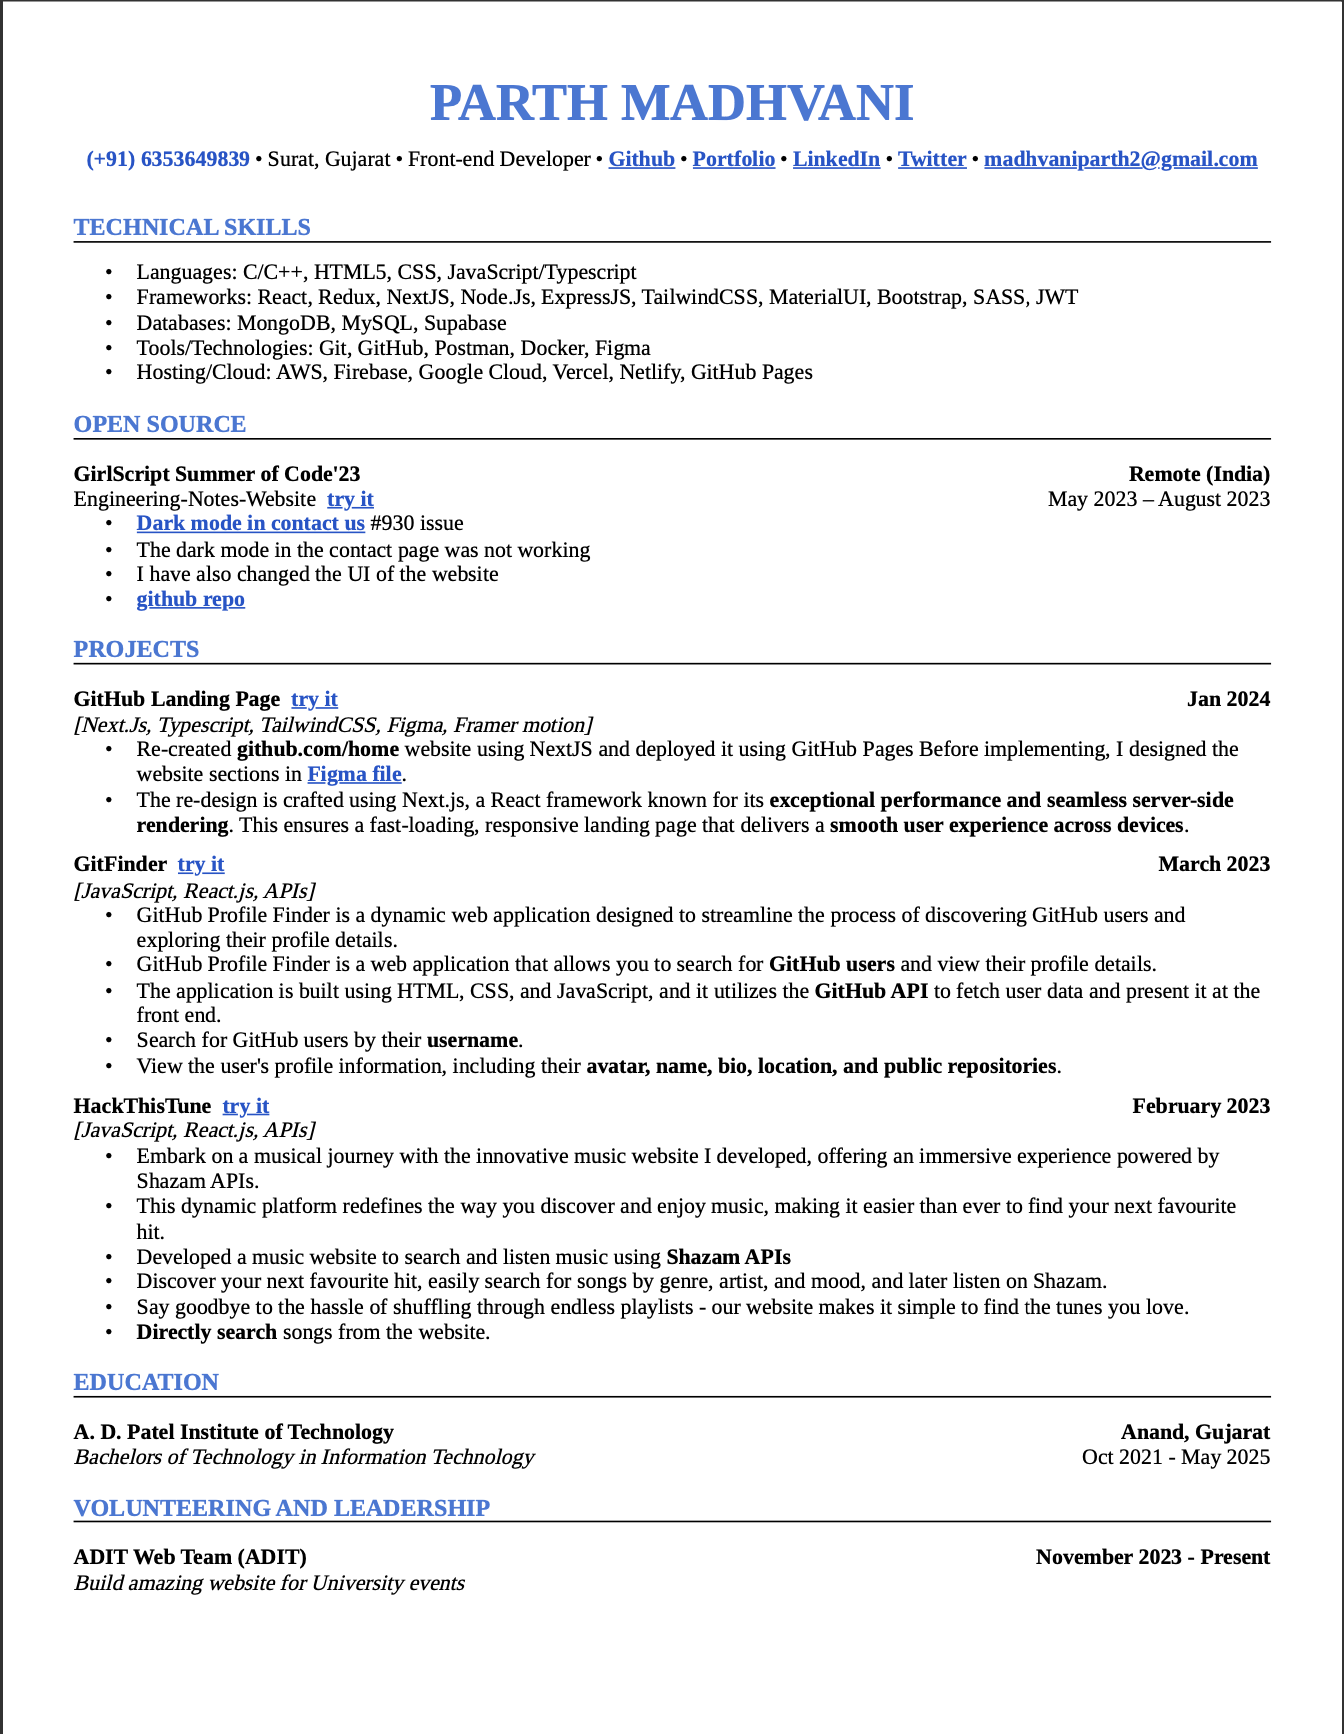 PARTH MADHVANI
(+91) 6353649839 • Surat, Gujarat • Front-end Developer • Github • Portfolio • LinkedIn • Twitter • madhvaniparth2@gmail.com
TECHNICAL SKILLS
• Languages: C/C++, HTML5, CSS, JavaScript/Typescript
• Frameworks: React, Redux, NextJS, Node.Js, ExpressJS, TailwindCSS, MaterialUI, Bootstrap, SASS, JWT
• Databases: MongoDB, MySQL, Supabase
• Tools/Technologies: Git, GitHub, Postman, Docker, Figma
• Hosting/Cloud: AWS, Firebase, Google Cloud, Vercel, Netlify, GitHub Pages
OPEN SOURCE
GirlScript Summer of Code'23 Remote (India)
Engineering-Notes-Website try it May 2023 – August 2023
• Dark mode in contact us #930 issue
• The dark mode in the contact page was not working
• I have also changed the UI of the website
• github repo
PROJECTS
GitHub Landing Page try it Jan 2024
[Next.Js, Typescript, TailwindCSS, Figma, Framer motion]
• Re-created github.com/home website using NextJS and deployed it using GitHub Pages Before implementing, I designed the
website sections in Figma file.
• The re-design is crafted using Next.js, a React framework known for its exceptional performance and seamless server-side
rendering. This ensures a fast-loading, responsive landing page that delivers a smooth user experience across devices.
GitFinder try it March 2023
[JavaScript, React.js, APIs]
• GitHub Profile Finder is a dynamic web application designed to streamline the process of discovering GitHub users and
exploring their profile details.
• GitHub Profile Finder is a web application that allows you to search for GitHub users and view their profile details.
• The application is built using HTML, CSS, and JavaScript, and it utilizes the GitHub API to fetch user data and present it at the
front end.
• Search for GitHub users by their username.
• View the user's profile information, including their avatar, name, bio, location, and public repositories.
HackThisTune try it February 2023
[JavaScript, React.js, APIs]
• Embark on a musical journey with the innovative music website I developed, offering an immersive experience powered by
Shazam APIs.
• This dynamic platform redefines the way you discover and enjoy music, making it easier than ever to find your next favourite
hit.
• Developed a music website to search and listen music using Shazam APIs
• Discover your next favourite hit, easily search for songs by genre, artist, and mood, and later listen on Shazam.
• Say goodbye to the hassle of shuffling through endless playlists - our website makes it simple to find the tunes you love.
• Directly search songs from the website.
EDUCATION
A. D. Patel Institute of Technology Anand, Gujarat
Bachelors of Technology in Information Technology Oct 2021 - May 2025
VOLUNTEERING AND LEADERSHIP
ADIT Web Team (ADIT) November 2023 - Present
Build amazing website for University events